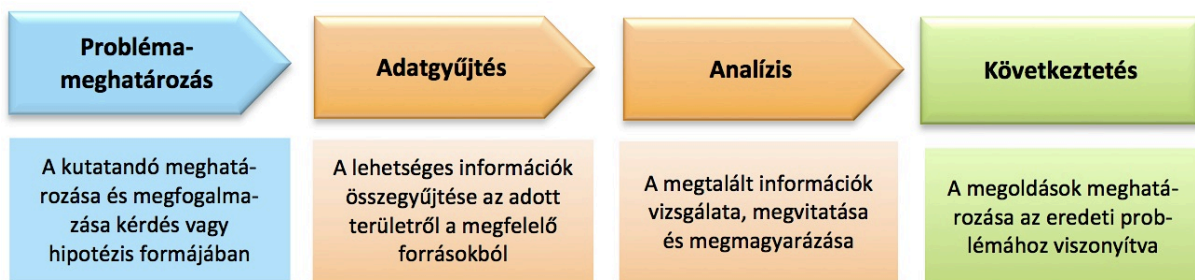 Probléma-
meghatározás
Adatgyűjtés
Analízis
Következtetés
A kutatandó meghatá-
rozása és megfogalma-
zása kérdés vagy
hipotézis formájában
A lehetséges információk
összegyűjtése az adott
területről a megfelelő
forrásokból
A megtalált információk
vizsgálata, megvitatása
és megmagyarázása
A megoldások meghatá-
rozása az eredeti prob-
lémához viszonyítva